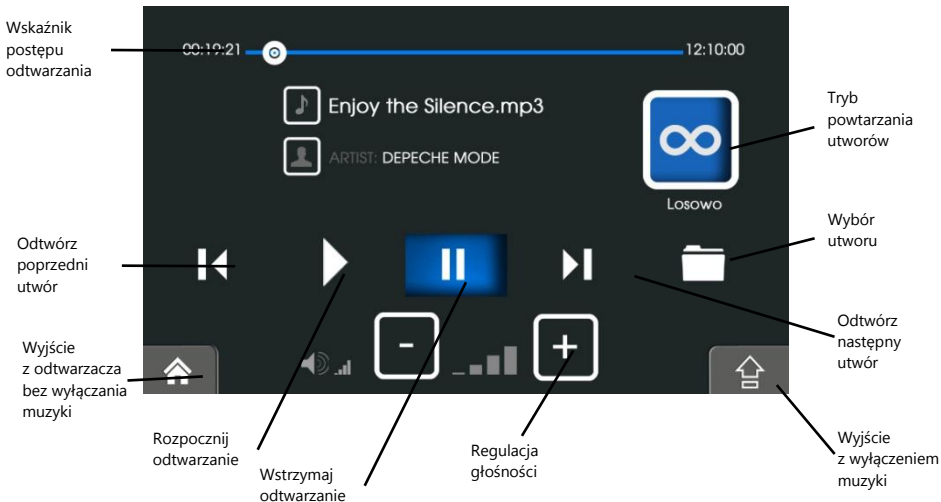 Wskaźnik
postępu
odtwarzania
00:19:21
12:10:00
Enjoy the Silence.mp3
ARTIST: DEPECHE MODE
Losowo
Tryb
powtarzania
utworów
Wybór
utworu
Odtwórz
poprzedni
utwór
Odtwórz
następny
utwór
Wyjście
z odtwarzacza
bez wyłączania
muzyki
-
+
Rozpocznij
odtwarzanie
Wstrzymaj
odtwarzanie
Regulacja
głośności
Wyjście
z wyłączeniem
muzyki